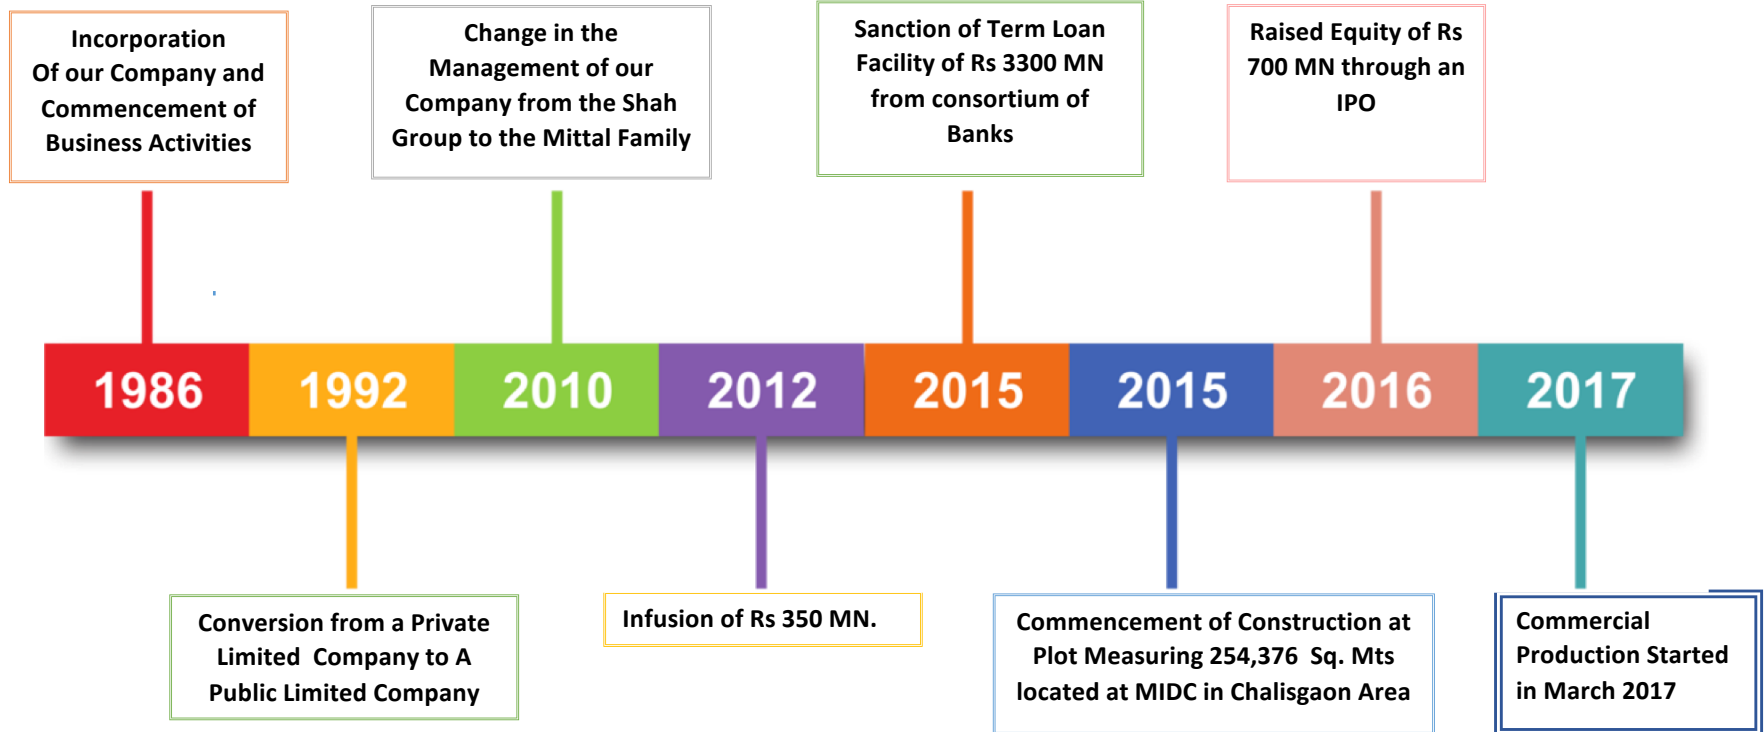 Incorporation
Of our Company and
Commencement of
Business Activities
Change in the
Management of our
Company from the Shah
Group to the Mittal Family
Sanction of Term Loan
Facility of Rs 3300 MN
from consortium of
Banks
Raised Equity of Rs
700 MN through an
IPO
1986
1992
2010
2012
2015
2015
2016
2017
Conversion from a Private
Limited Company to A
Public Limited Company
Infusion of Rs 350 MN.
Commencement of Construction at
Plot Measuring 254,376 Sq. Mts
located at MIDC in Chalisgaon Area
Commercial
Production Started
in March 2017